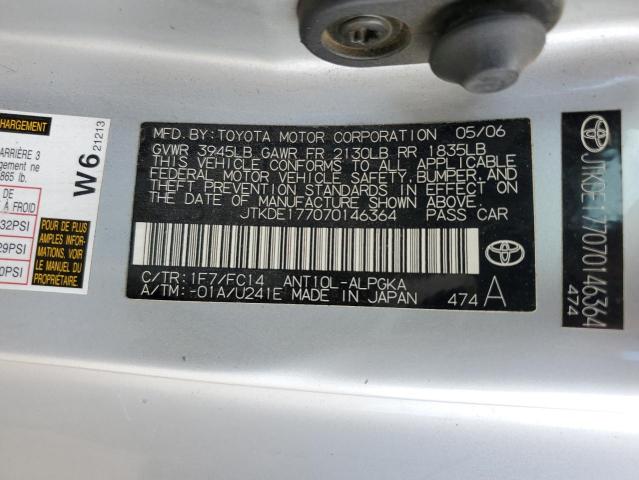 MFD. BY: TOYOTA MOTOR CORPORATION 05/06
GVWR 3945LB GAWR FR 2130LB RR 1835LB
THIS VEHICLE CONFORMS TO ALL APPLICABLE
FEDERAL MOTOR VEHICLE SAFETY, BUMPER, AND
THEFT PREVENTION STANDARDS IN EFFECT ON
THE DATE OF MANUFACTURE SHOWN ABOVE.
JTKDE177070146364 PASS CAR
TOYOTA
C/TR: 1F7/FC14 ANT10L-ALPGKA
A/TM: -01A/U241E MADE IN JAPAN 474 A
JTKDE177070146364
474
CHARGEMENT
ARRIÈRE 3
gement ne
865 lb.
W6 21213
DE
À FROID
32PSI
29PSI
0PSI
POUR DE PLUS
AMPLES INFOR-
MATIONS, VOIR
LE MANUEL DU
PROPRIÉTAIRE